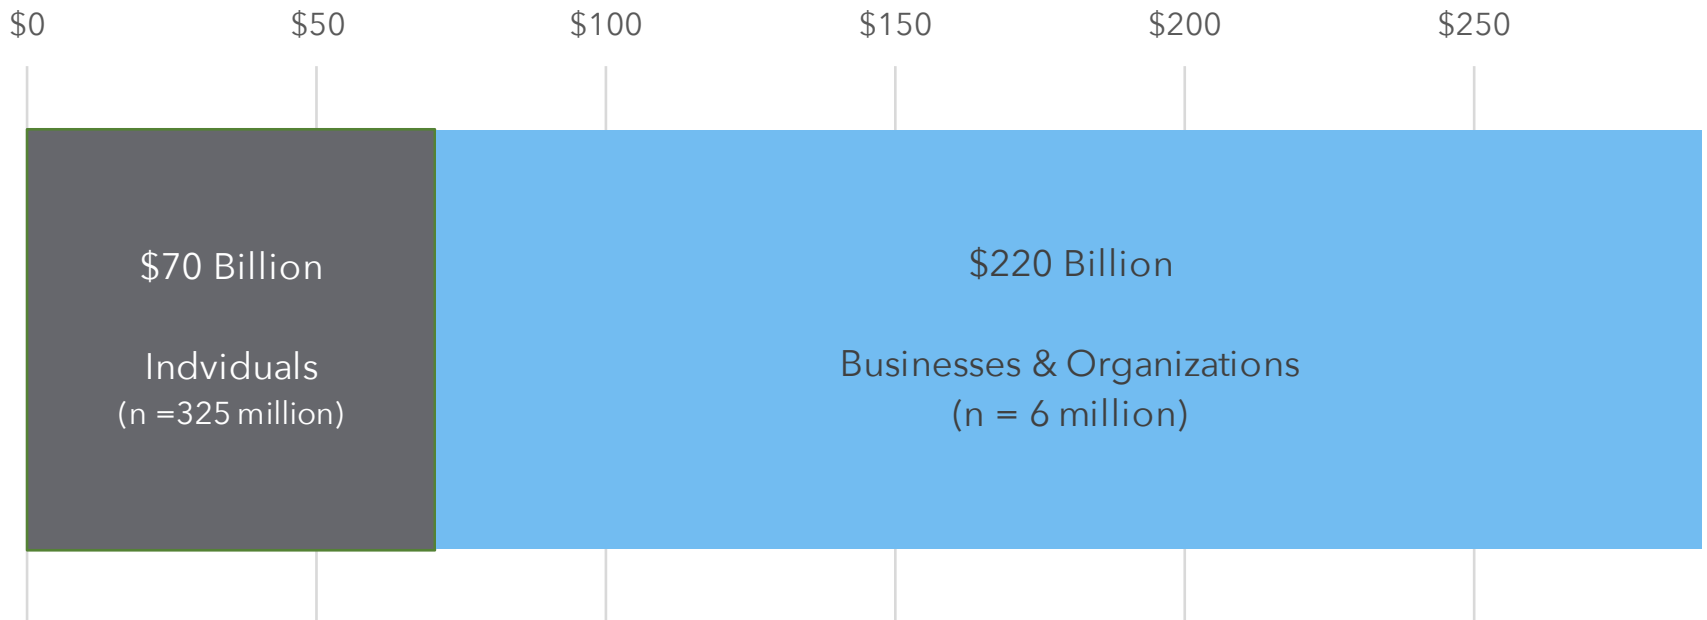 $0 $50 $100 $150 $200 $250
$70 Billion
Indviduals
(n =325 million)
$220 Billion
Businesses & Organizations
(n = 6 million)